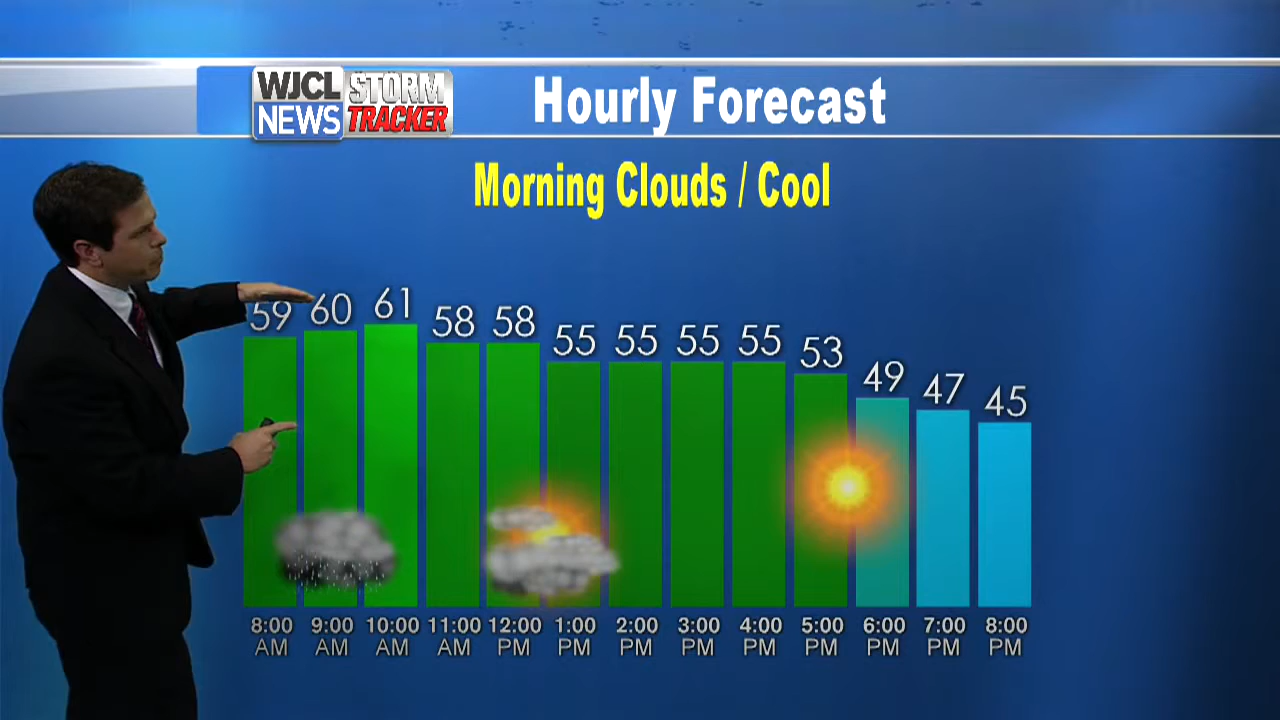 WJCL
NEWS
STORM
TRACKER
Hourly Forecast
Morning Clouds / Cool
59 60 61 58 58 55 55 55 55 53 49 47 45
8:00 9:00 10:00 11:00 12:00 1:00 2:00 3:00 4:00 5:00 6:00 7:00 8:00
AM AM AM AM PM PM PM PM PM PM PM PM PM